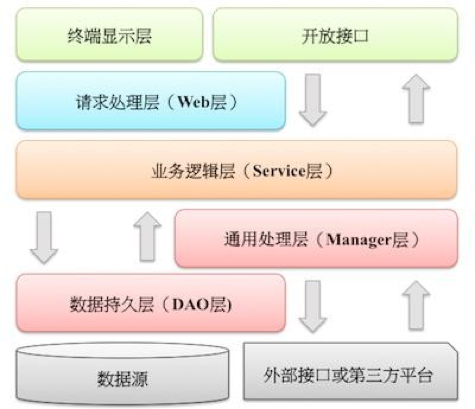 终端显示层
开放接口
请求处理层（Web层）
业务逻辑层（Service层）
通用处理层（Manager层）
数据持久层（DAO层)
数据源
外部接口或第三方平台